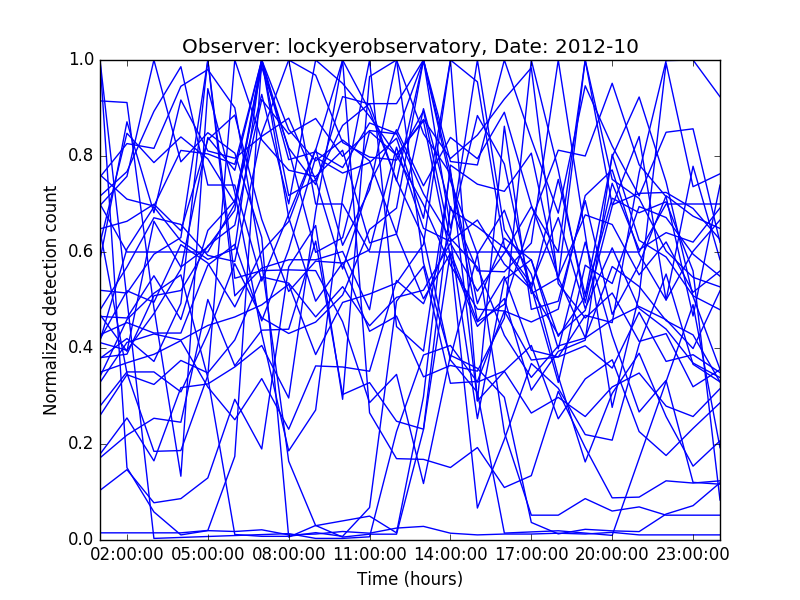 Observer: lockyerobservatory, Date: 2012-10
Normalized detection count
1.0
0.8
0.6
0.4
0.2
0.0
02:00:00 05:00:00 08:00:00 11:00:00 14:00:00 17:00:00 20:00:00 23:00:00
Time (hours)